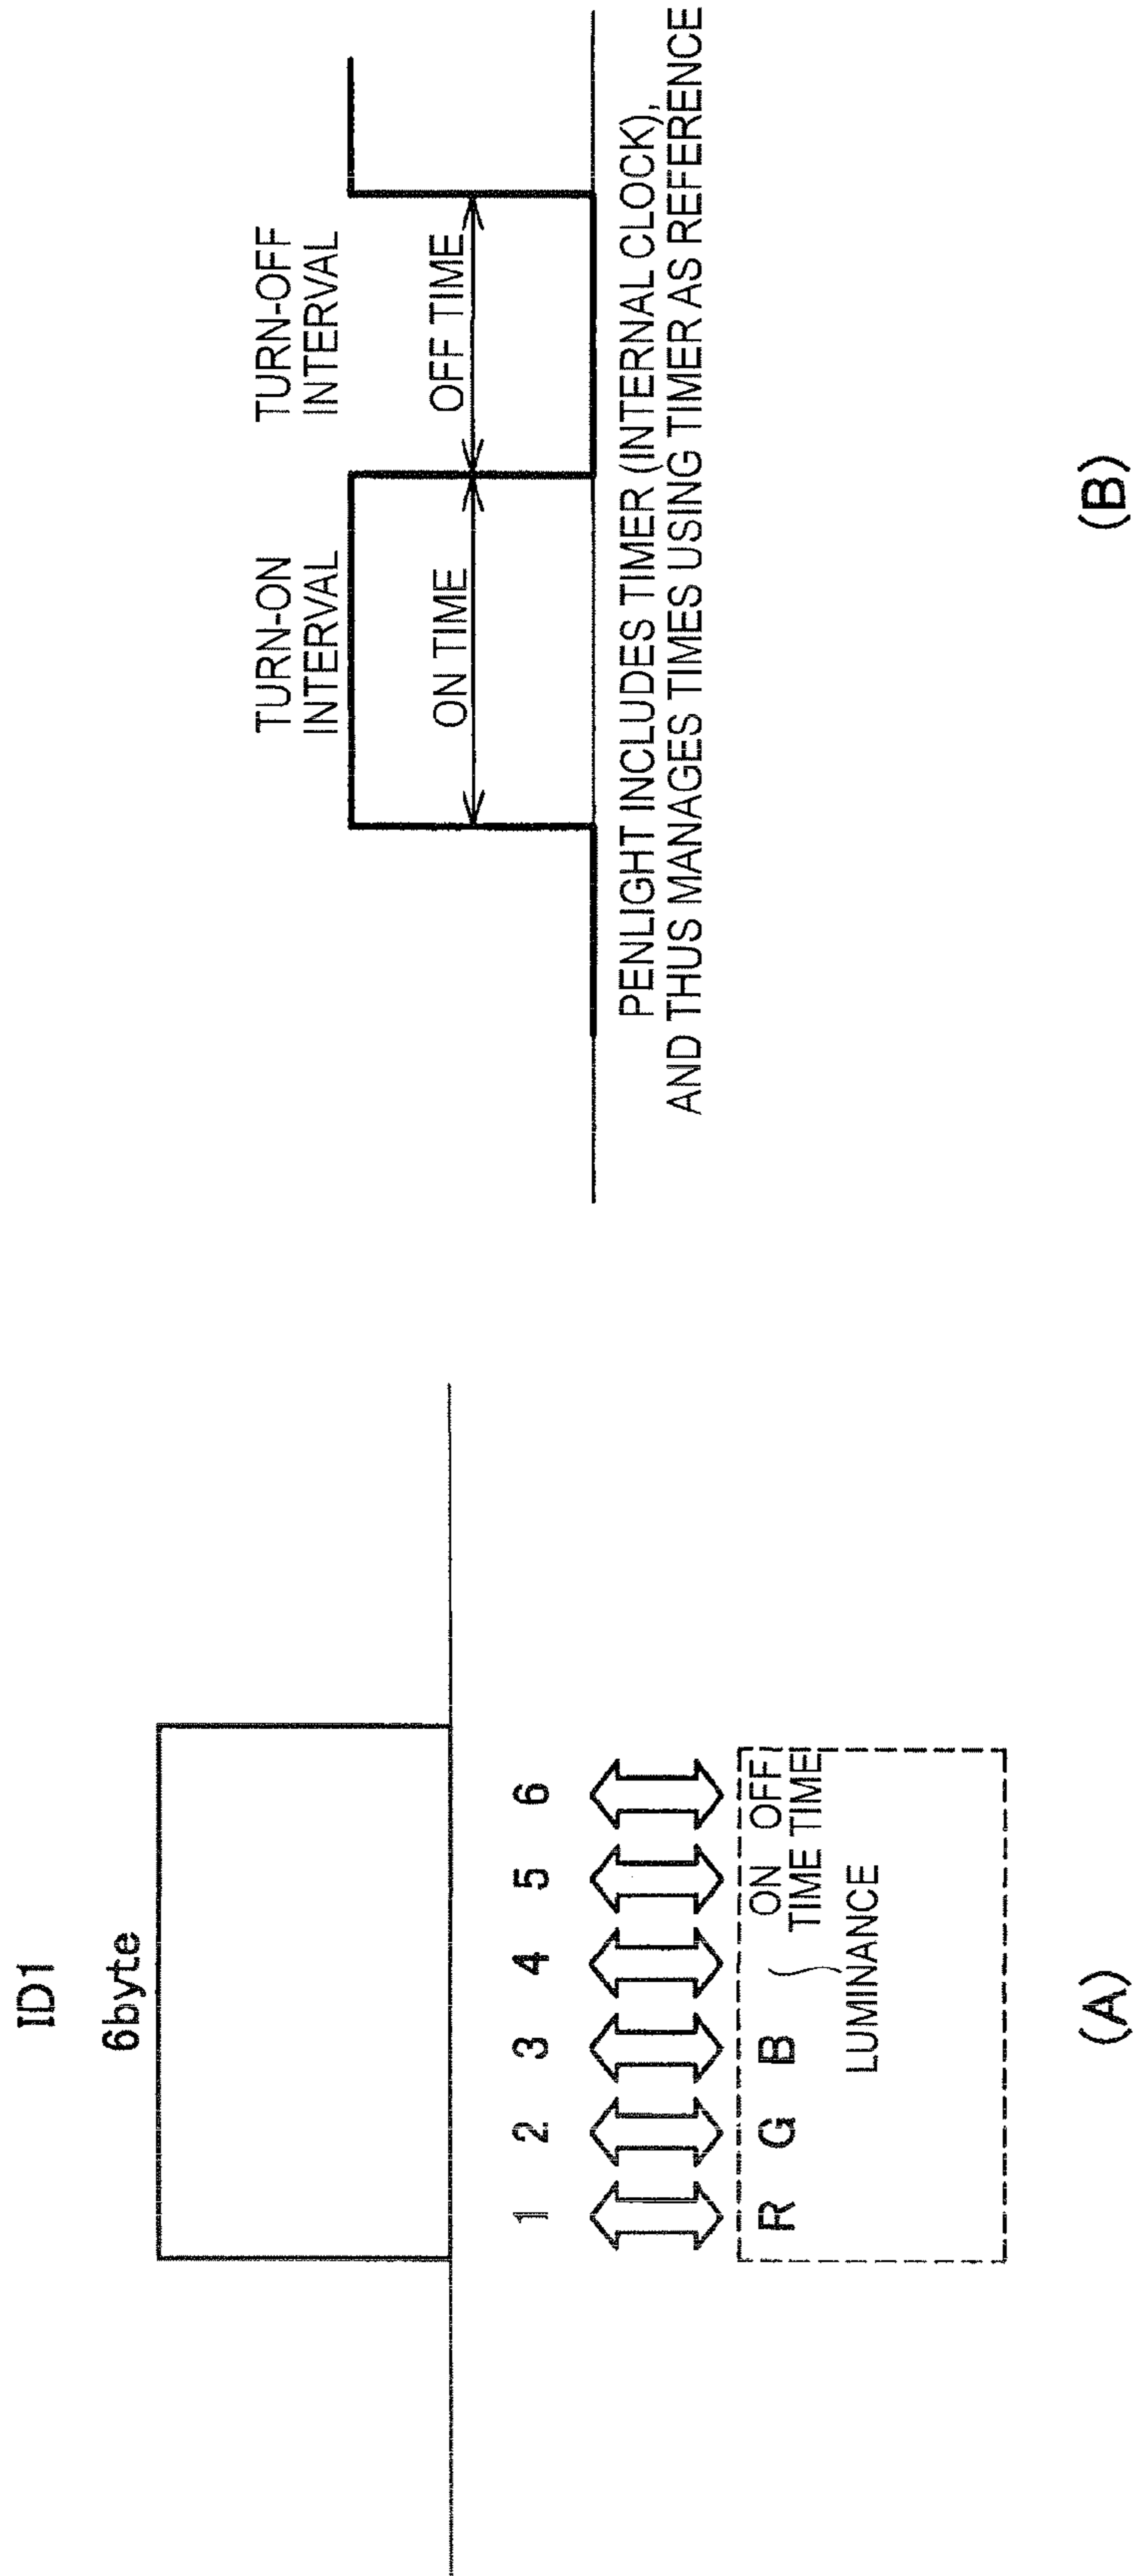 ID1
6byte
1 2 3 4 5 6
R G B ON OFF
TIME TIME
LUMINANCE
(A)
TURN-ON
INTERVAL
TURN-OFF
INTERVAL
ON TIME
OFF TIME
PENLIGHT INCLUDES TIMER (INTERNAL CLOCK),
AND THUS MANAGES TIMES USING TIMER AS REFERENCE
(B)